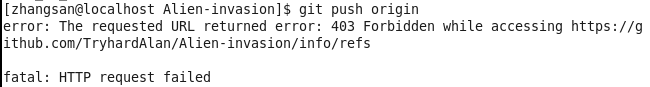 [zhangsan@localhost Alien-invasion]$ git push origin
error: The requested URL returned error: 403 Forbidden while accessing https://g
ithub.com/TryhardAlan/Alien-invasion/info/refs
fatal: HTTP request failed